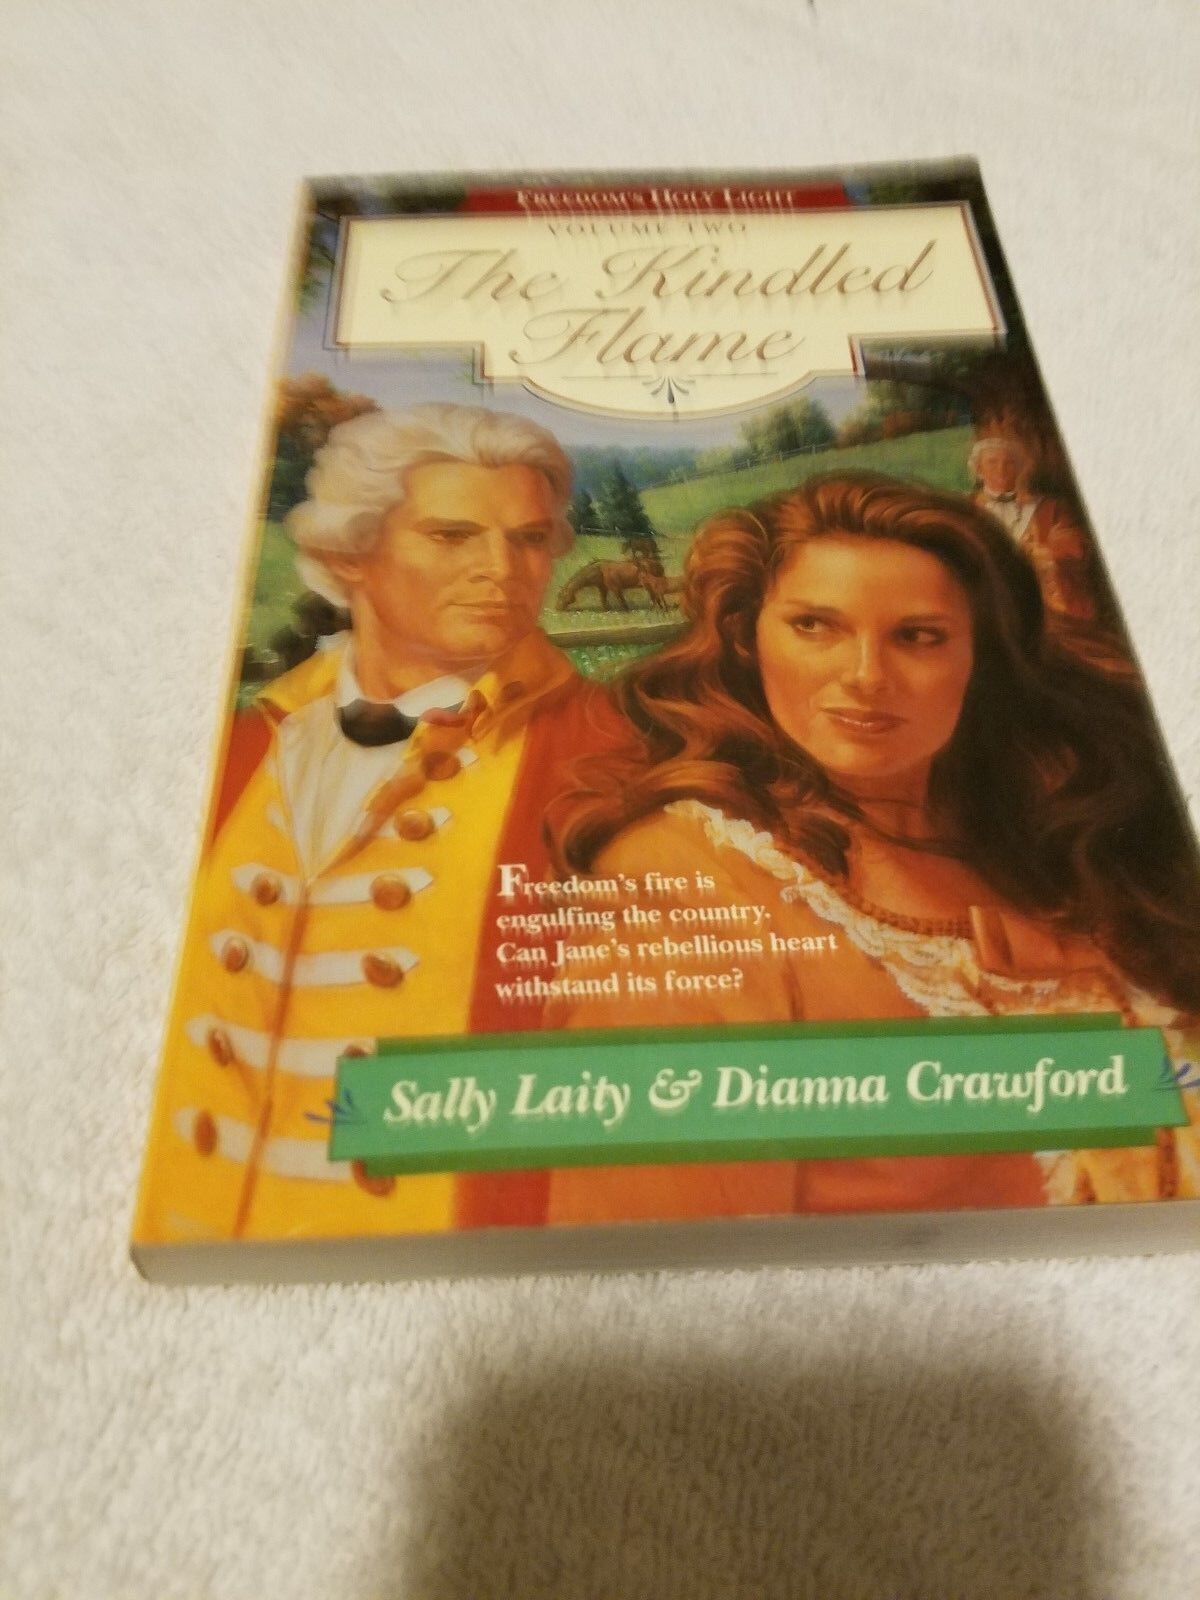 FREEDOM'S HOLY LIGHT
VOLUME TWO
The Kindled
Flame
Freedom's fire is
engulfing the country.
Can Jane's rebellious heart
withstand its force?
Sally Laity & Dianna Crawford